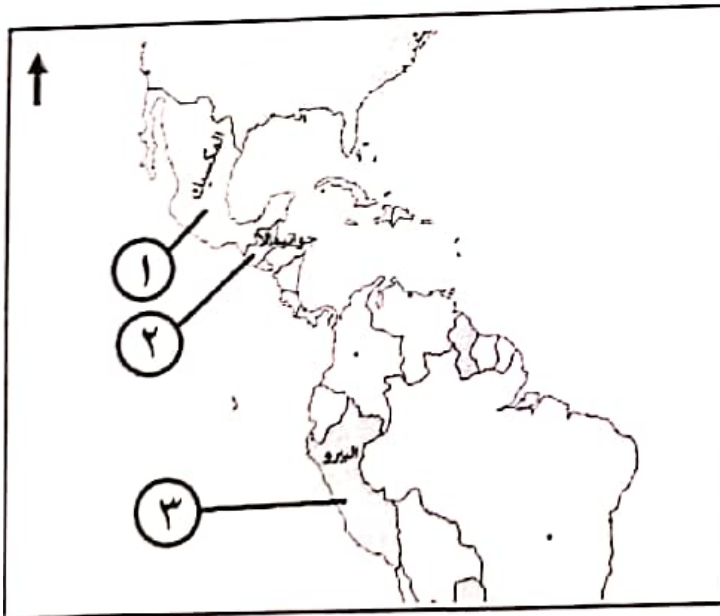 المكسيك
١
جواتيمالا
٢
البيرو
٣